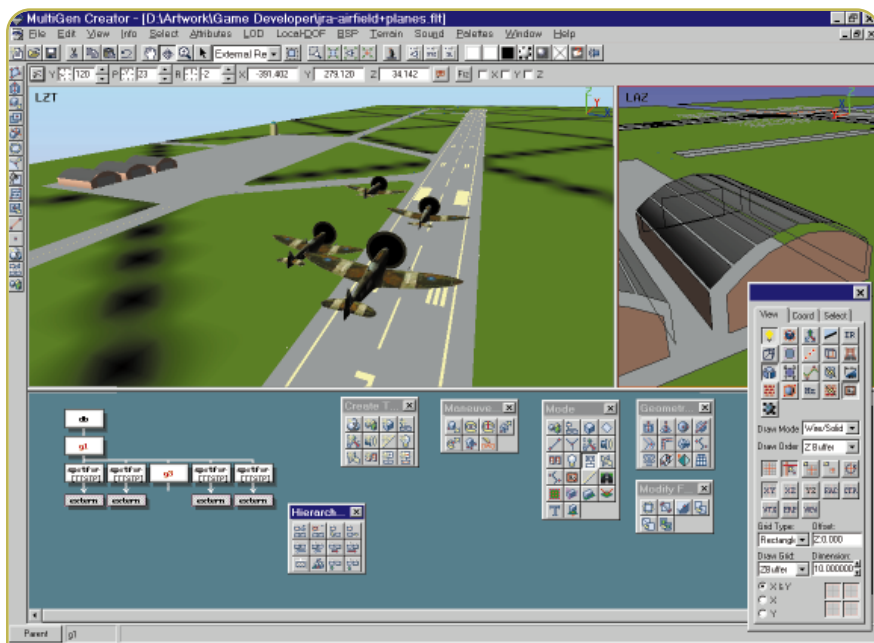 MultiGen Creator - [D:\Artwork\Game Developer\jra-airfield+planes.flt]
File Edit View Info Select Attributes LOD Local-DOF BSP Terrain Sound Palettes Window Help
External Re
Y 120 P 23 R -2 X -391.402 Y 279.120 Z 34.142 X Y Z
LZT
LAZ
View Coord Select
Draw Mode Wire/Solid
Draw Order Z Buffer
XY XZ YZ
Grid Type: Offset:
Rectangle Z:0.000
Draw Grid: Dimension:
ZBuffer 10.000000
X&Y
X
Y
db
g1
g3
extern extern extern extern
Create T...
Maneuve...
Mode
Geometr...
Modify F...
Hierarch...
Parent g1